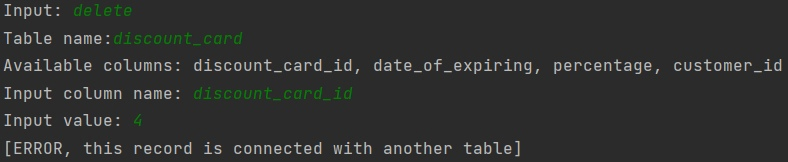 Input: delete
Table name:discount_card
Available columns: discount_card_id, date_of_expiring, percentage, customer_id
Input column name: discount_card_id
Input value: 4
[ERROR, this record is connected with another table]